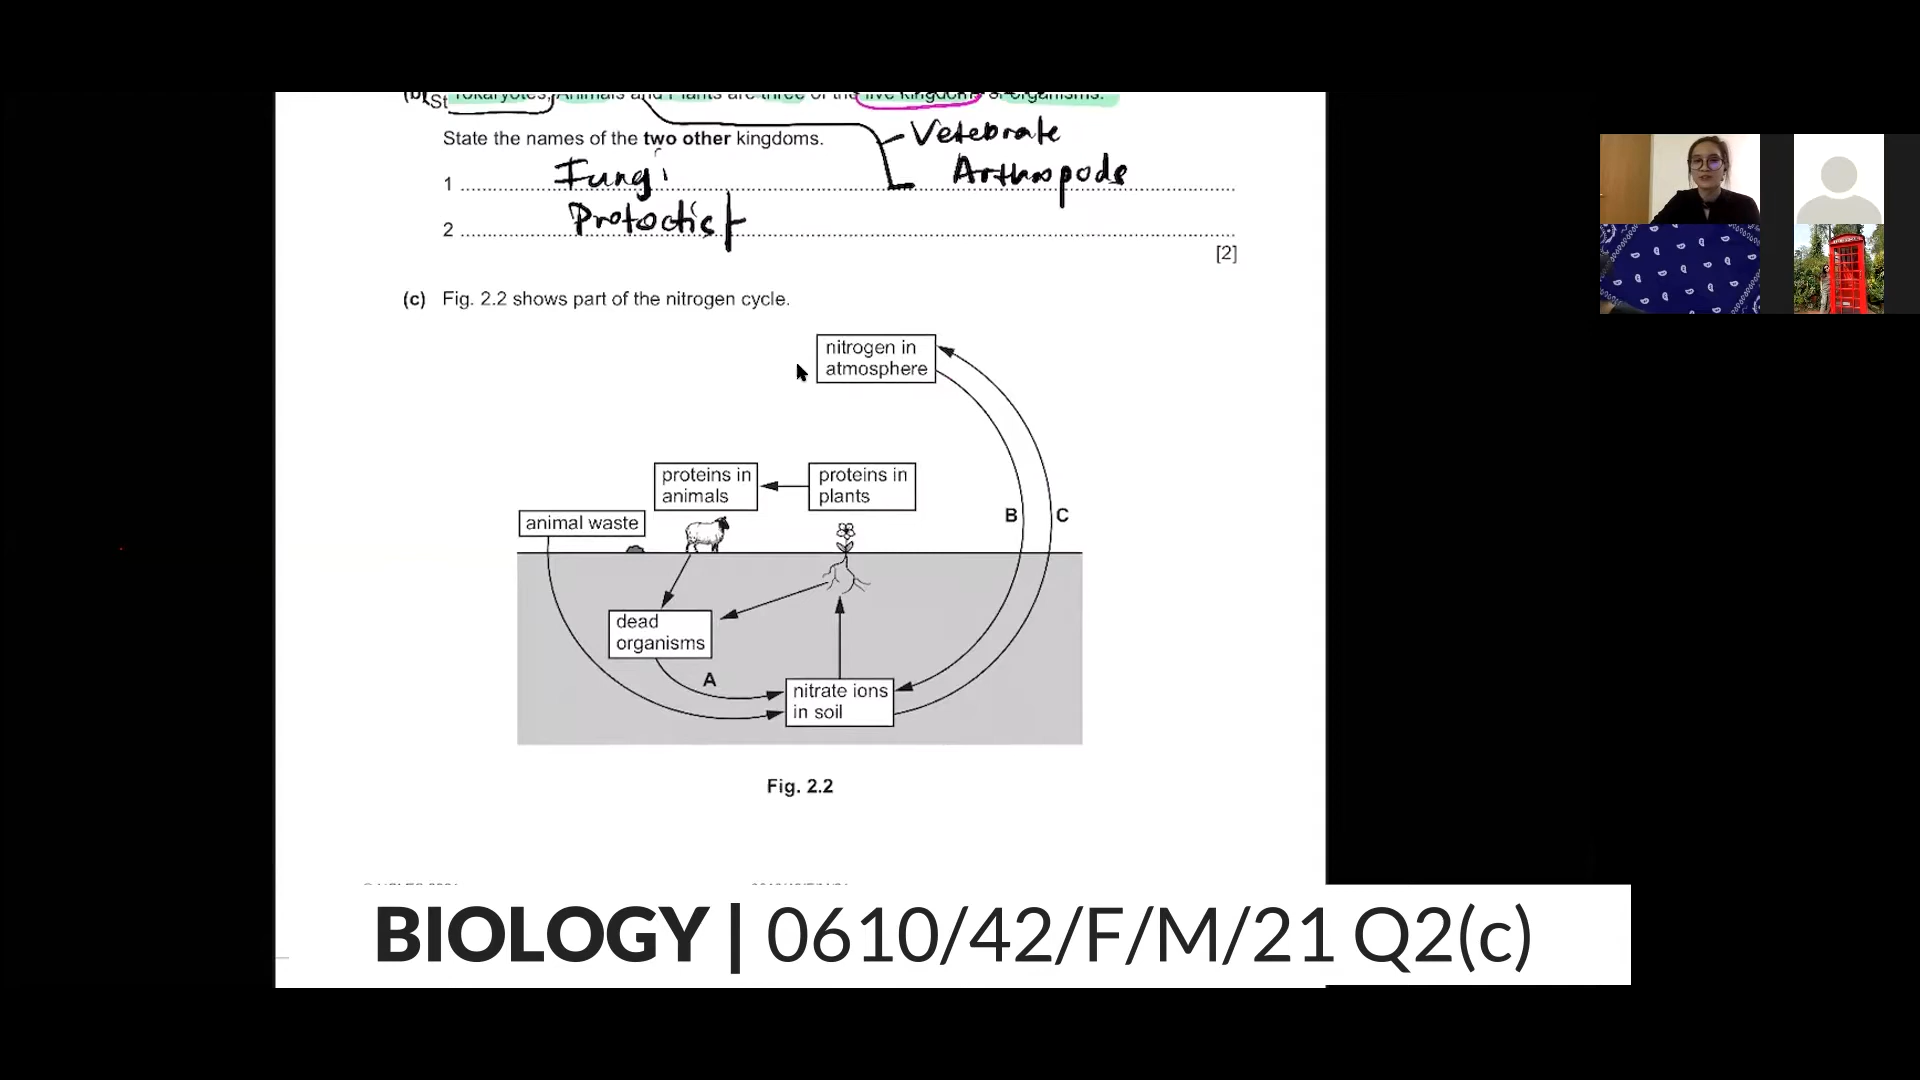 State the names of the two other kingdoms.
Vetebrate
1 Fungi
Arthropods
2 Protoctist
[2]
(c) Fig. 2.2 shows part of the nitrogen cycle.
nitrogen in
atmosphere
proteins in
animals
proteins in
plants
animal waste
B
C
dead
organisms
A
nitrate ions
in soil
Fig. 2.2
BIOLOGY | 0610/42/F/M/21 Q2(c)